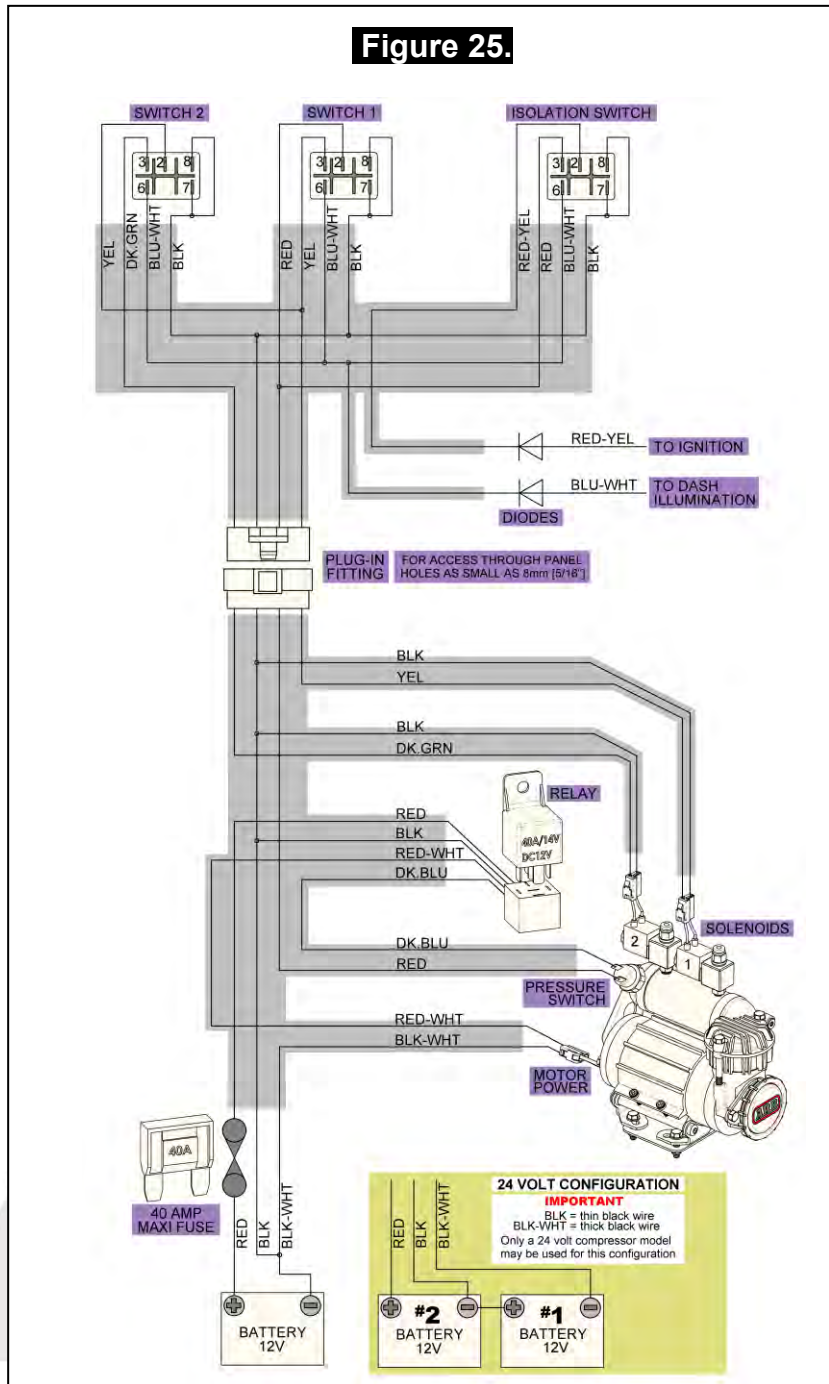 Figure 25.
SWITCH 2
SWITCH 1
ISOLATION SWITCH
3 2 8
6 7
3 2 8
6 7
3 2 8
6 7
YEL
DK.GRN
BLU-WHT
BLK
RED
YEL
BLU-WHT
BLK
RED-YEL
RED
BLU-WHT
BLK
RED-YEL
TO IGNITION
BLU-WHT
TO DASH
ILLUMINATION
DIODES
PLUG-IN
FITTING
FOR ACCESS THROUGH PANEL
HOLES AS SMALL AS 8mm [5/16"]
BLK
YEL
BLK
DK.GRN
RELAY
40A/14V
DC12V
RED
BLK
RED-WHT
DK.BLU
DK.BLU
RED
2
1
SOLENOIDS
PRESSURE
SWITCH
RED-WHT
BLK-WHT
MOTOR
POWER
ARB
40A
40 AMP
MAXI FUSE
RED
BLK
BLK-WHT
BATTERY
12V
24 VOLT CONFIGURATION
IMPORTANT
BLK = thin black wire
BLK-WHT = thick black wire
Only a 24 volt compressor model
may be used for this configuration
RED
BLK
BLK-WHT
#2
BATTERY
12V
#1
BATTERY
12V